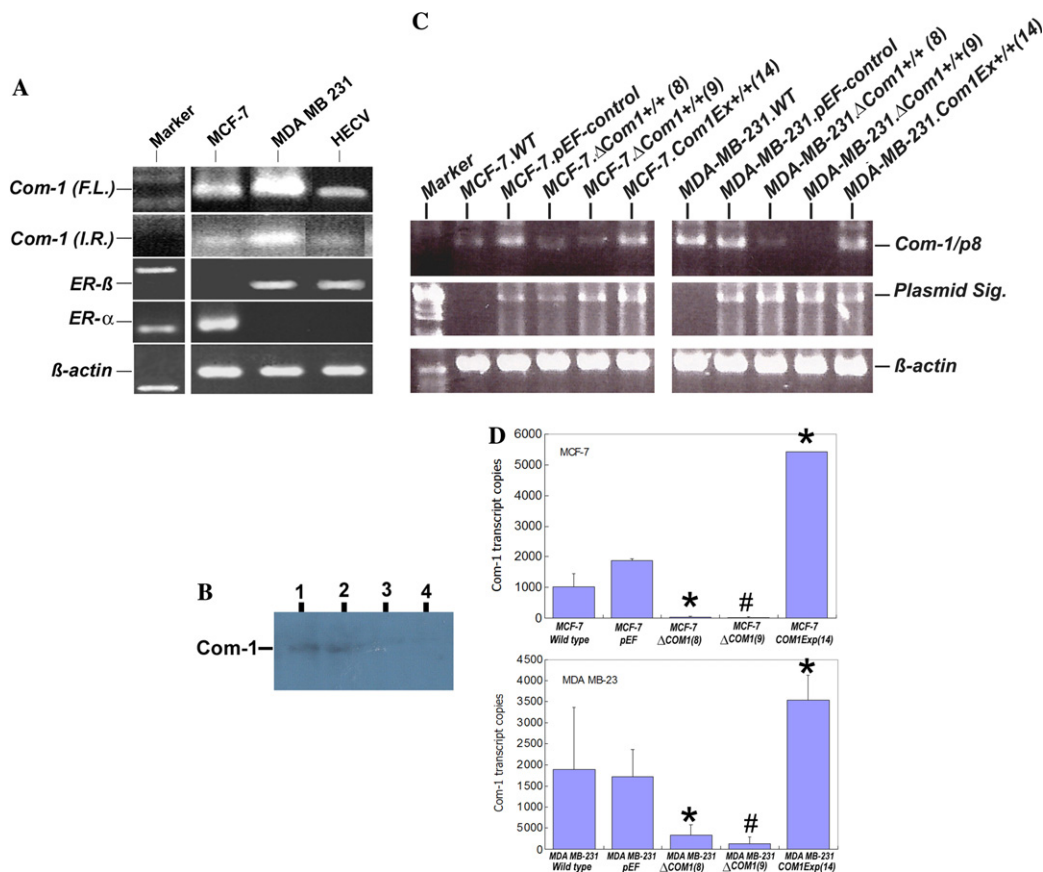 A
Marker
MCF-7
MDA MB 231
HECV
Com-1 (F.L.)
Com-1 (I.R.)
ER-ß
ER-α
ß-actin
C
Marker
MCF-7.WT
MCF-7.pEF-control
MCF-7.ΔCom1+/+ (8)
MCF-7.ΔCom1+/+(9)
MCF-7.Com1Ex+/+(14)
MDA-MB-231.WT
MDA-MB-231.pEF-control
MDA-MB-231.ΔCom1+/+ (8)
MDA-MB-231.ΔCom1+/+(9)
MDA-MB-231.Com1Ex+/+(14)
Com-1/p8
Plasmid Sig.
ß-actin
B
1 2 3 4
Com-1
D
MCF-7
Com-1 transcript copies
6000
5000
4000
3000
2000
1000
0
* # *
MCF-7 Wild type
MCF-7 pEF
MCF-7 ΔCOM1(8)
MCF-7 ΔCOM1(9)
MCF-7 COM1Exp(14)
MDA MB-23
Com-1 transcript copies
4500
4000
3500
3000
2500
2000
1500
1000
5000
0
* # *
MDA MB-231 Wild type
MDA MB-231 pEF
MDA MB-231 ΔCOM1(8)
MDA MB-231 ΔCOM1(9)
MDA MB-231 COM1Exp(14)